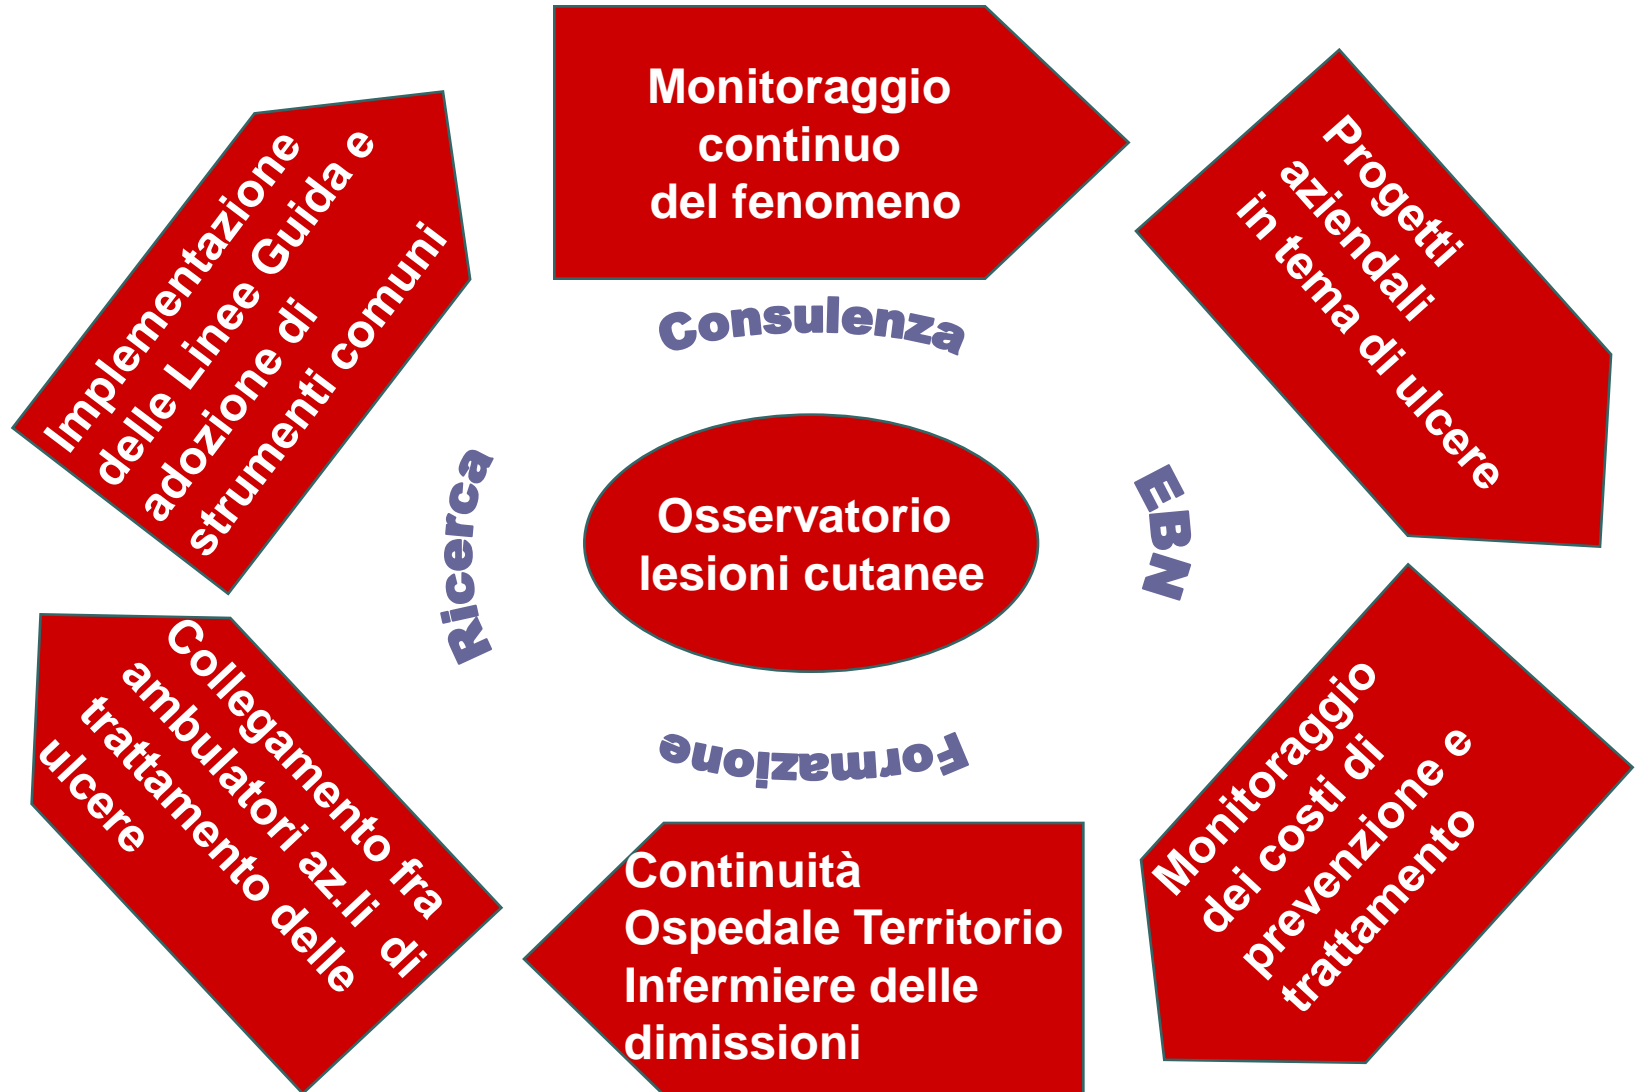 Monitoraggio
continuo
del fenomeno
Progetti
aziendali
in tema di ulcere
Monitoraggio
dei costi di
prevenzione e
trattamento
Continuità
Ospedale Territorio
Infermiere delle
dimissioni
Collegamento fra
ambulatori az.li di
trattamento delle
ulcere
Implementazione
delle Linee Guida e
adozione di
strumenti comuni
Consulenza
EBN
Formazione
Ricerca
Osservatorio
lesioni cutanee